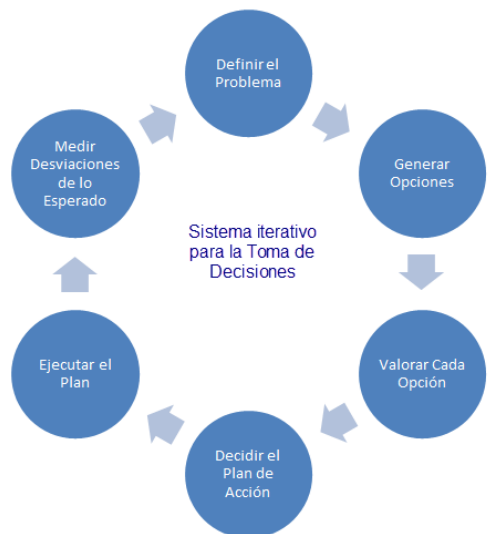 Definir el
Problema
Generar
Opciones
Valorar Cada
Opción
Decidir el
Plan de
Acción
Ejecutar el
Plan
Medir
Desviaciones
de lo
Esperado
Sistema iterativo
para la Toma de
Decisiones